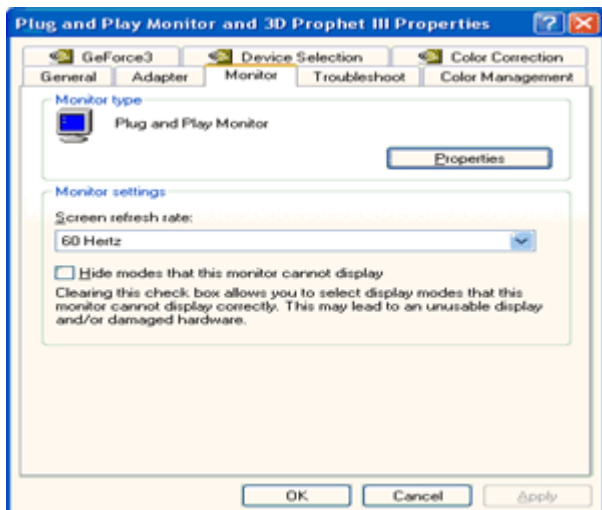 Plug and Play Monitor and 3D Prophet III Properties
GeForce3 Device Selection Color Correction
General Adapter Monitor Troubleshoot Color Management
Monitor type
Plug and Play Monitor
Properties
Monitor settings
Screen refresh rate:
60 Hertz
Hide modes that this monitor cannot display
Clearing this check box allows you to select display modes that this
monitor cannot display correctly. This may lead to an unusable display
and/or damaged hardware.
OK Cancel Apply